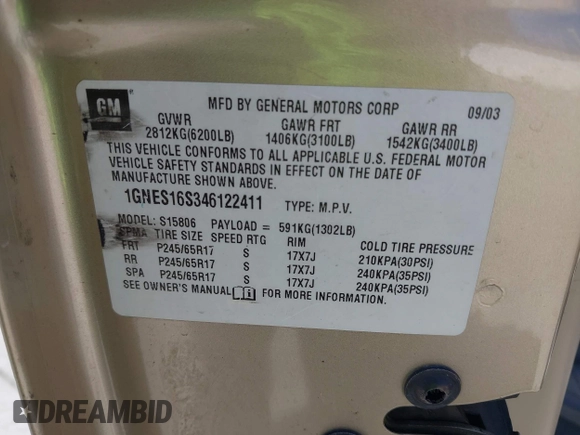 GM
MFD BY GENERAL MOTORS CORP 09/03
GVWR GAWR FRT GAWR RR
2812KG(6200LB) 1406KG(3100LB) 1542KG(3400LB)
THIS VEHICLE CONFORMS TO ALL APPLICABLE U.S. FEDERAL MOTOR
VEHICLE SAFETY STANDARDS IN EFFECT ON THE DATE OF
MANUFACTURE SHOWN ABOVE.
1GNES16S346122411 TYPE: M.P.V.
MODEL: S15806 PAYLOAD = 591KG(1302LB)
SPMA TIRE SIZE SPEED RTG RIM COLD TIRE PRESSURE
FRT P245/65R17 S 17X7J 210KPA(30PSI)
RR P245/65R17 S 17X7J 240KPA(35PSI)
SPA P245/65R17 S 17X7J 240KPA(35PSI)
SEE OWNER'S MANUAL FOR MORE INFORMATION.
DREAMBID